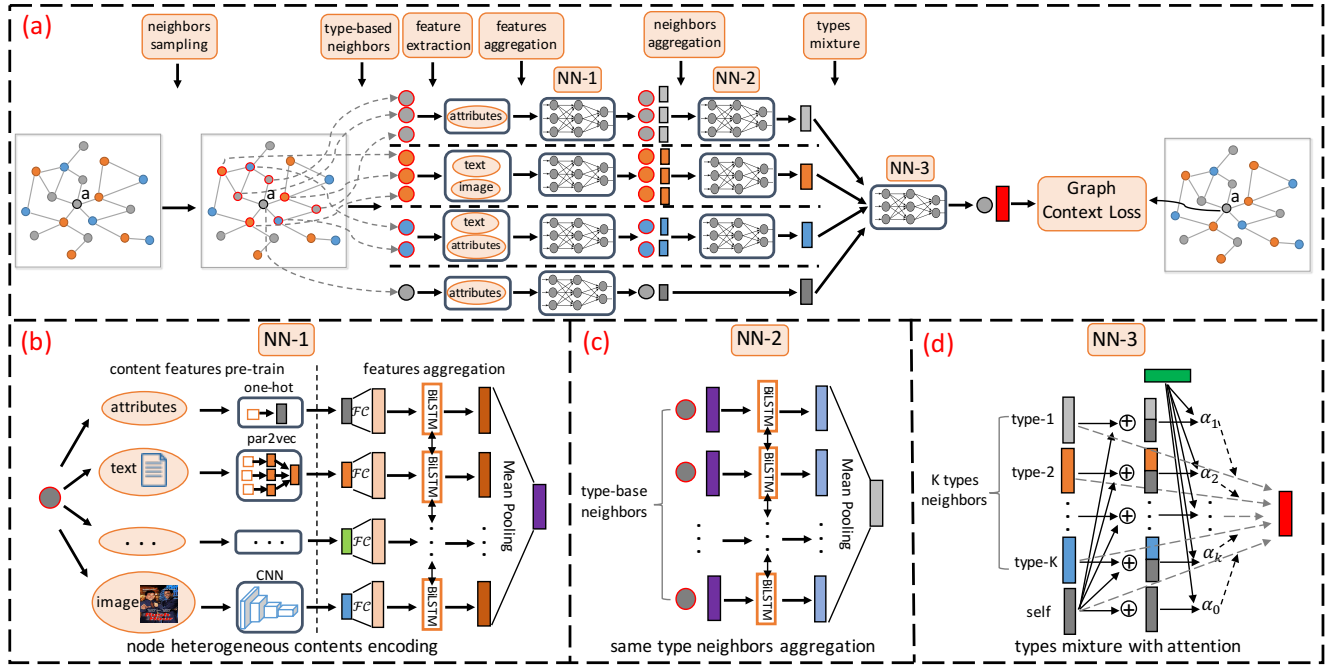 (a)
neighbors
sampling
type-based
neighbors
feature
extraction
features
aggregation
neighbors
aggregation
types
mixture
NN-1
NN-2
attributes
a
a
text
image
NN-3
Graph
Context Loss
a
text
attributes
attributes
(b)
NN-1
content features pre-train
features aggregation
one-hot
attributes
FC
BiLSTM
par2vec
text
FC
BiLSTM
Mean Pooling
. . .
. . .
FC
CNN
image
FC
BiLSTM
node heterogeneous contents encoding
(c)
NN-2
BiLSTM
type-base
neighbors
BiLSTM
Mean Pooling
BiLSTM
same type neighbors aggregation
(d)
NN-3
type-1
α1
type-2
α2
K types
neighbors
type-K
αk
self
α0
types mixture with attention